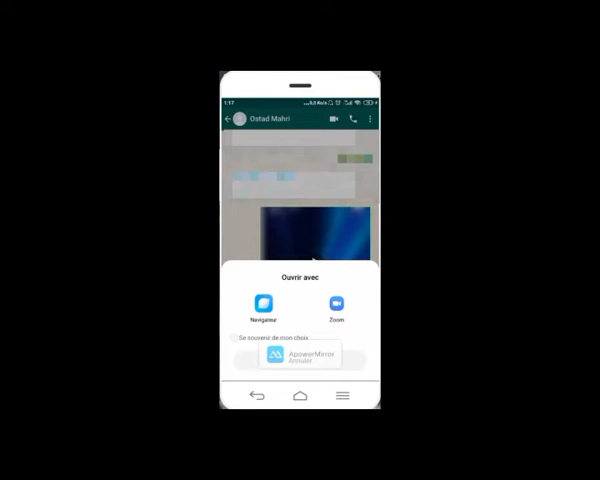 1:17
Ostad Mahri
Ouvrir avec
Navigateur
Zoom
Se souvenir de mon choix
ApowerMirror
Annuler